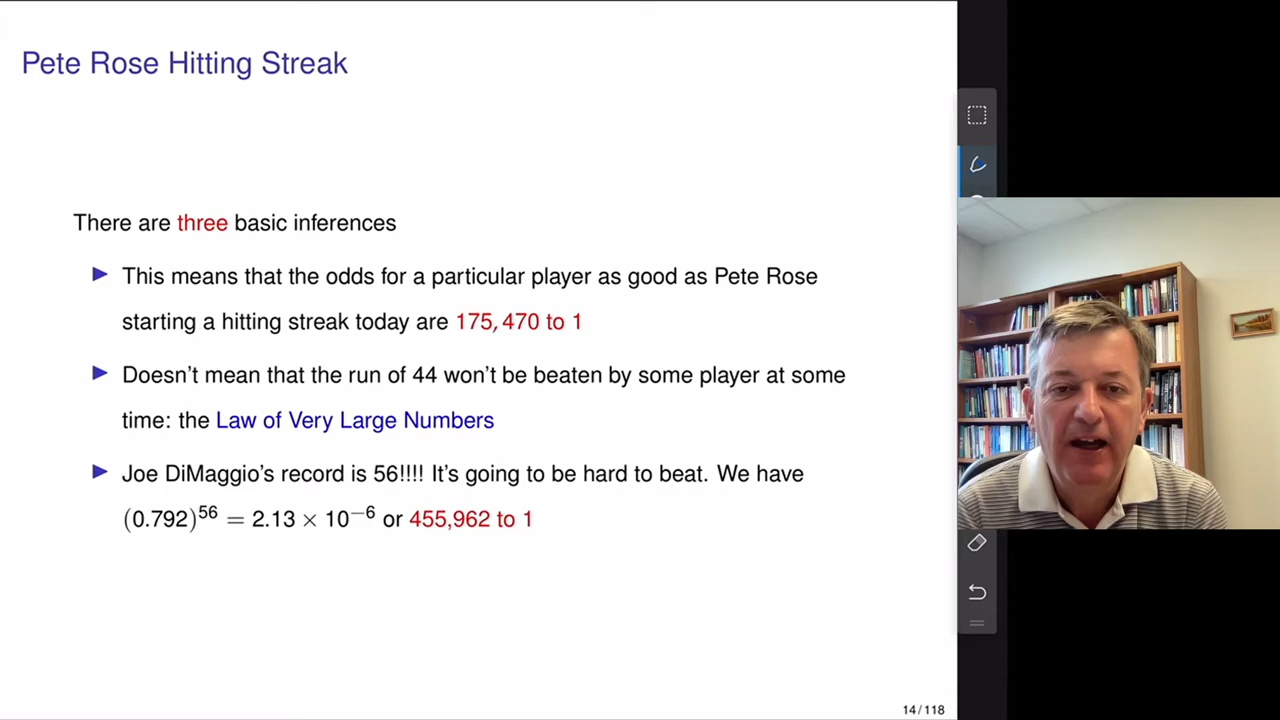 Pete Rose Hitting Streak
There are three basic inferences
▶ This means that the odds for a particular player as good as Pete Rose
starting a hitting streak today are 175, 470 to 1
▶ Doesn't mean that the run of 44 won't be beaten by some player at some
time: the Law of Very Large Numbers
▶ Joe DiMaggio's record is 56!!!! It's going to be hard to beat. We have
(0.792)^56 = 2.13 × 10^−6 or 455,962 to 1
14 / 118